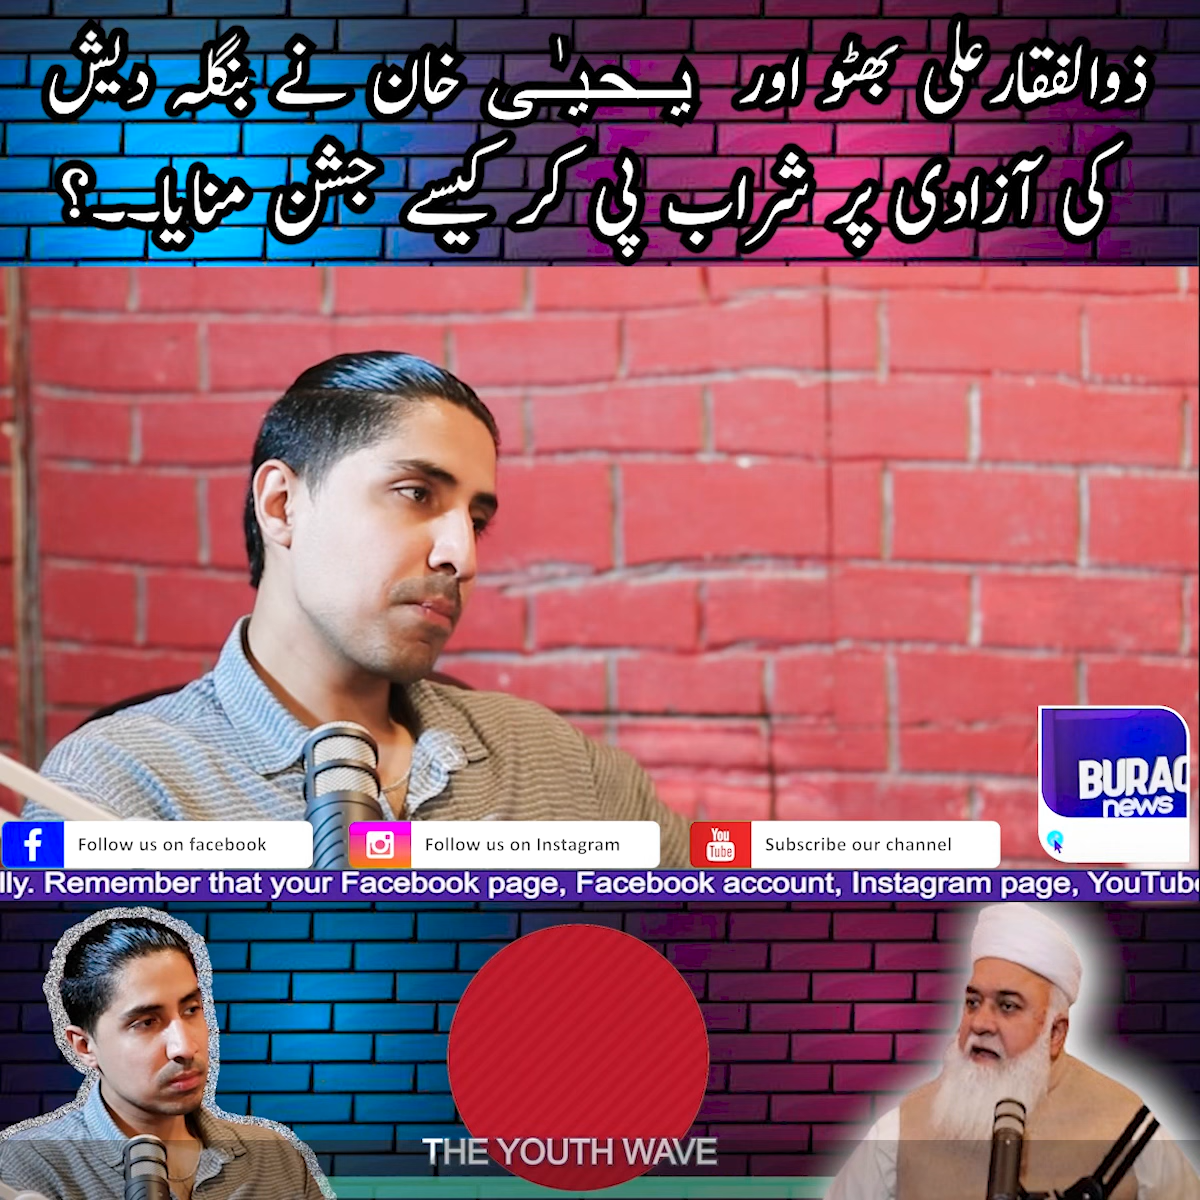 ذوالفقار علی بھٹو اور یحییٰ خان نے بنگلہ دیش
کی آزادی پر شراب پی کر کیسے جشن منایا۔۔؟
BURAQ
news
f Follow us on facebook
Follow us on Instagram
You
Tube
Subscribe our channel
lly. Remember that your Facebook page, Facebook account, Instagram page, YouTube
THE YOUTH WAVE